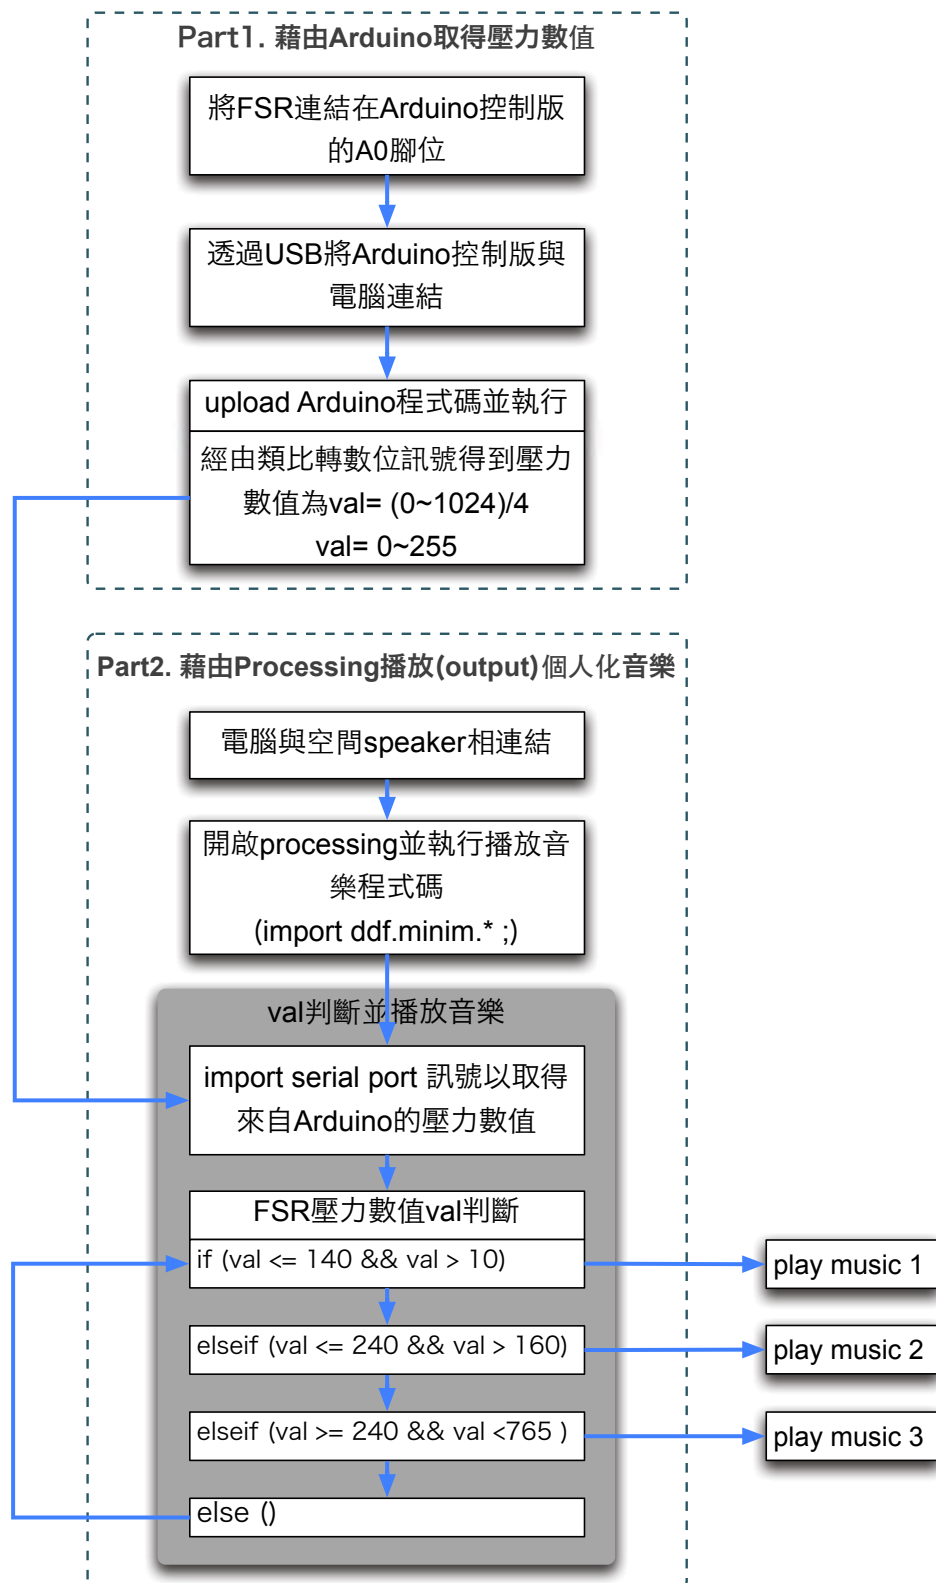 Part1. 藉由Arduino取得壓力數值
將FSR連結在Arduino控制版
的A0腳位
透過USB將Arduino控制版與
電腦連結
upload Arduino程式碼並執行
經由類比轉數位訊號得到壓力
數值為val= (0~1024)/4
val= 0~255
Part2. 藉由Processing播放(output)個人化音樂
電腦與空間speaker相連結
開啟processing並執行播放音
樂程式碼
(import ddf.minim.* ;)
val判斷並播放音樂
import serial port 訊號以取得
來自Arduino的壓力數值
FSR壓力數值val判斷
if (val <= 140 && val > 10)
play music 1
elseif (val <= 240 && val > 160)
play music 2
elseif (val >= 240 && val <765 )
play music 3
else ()